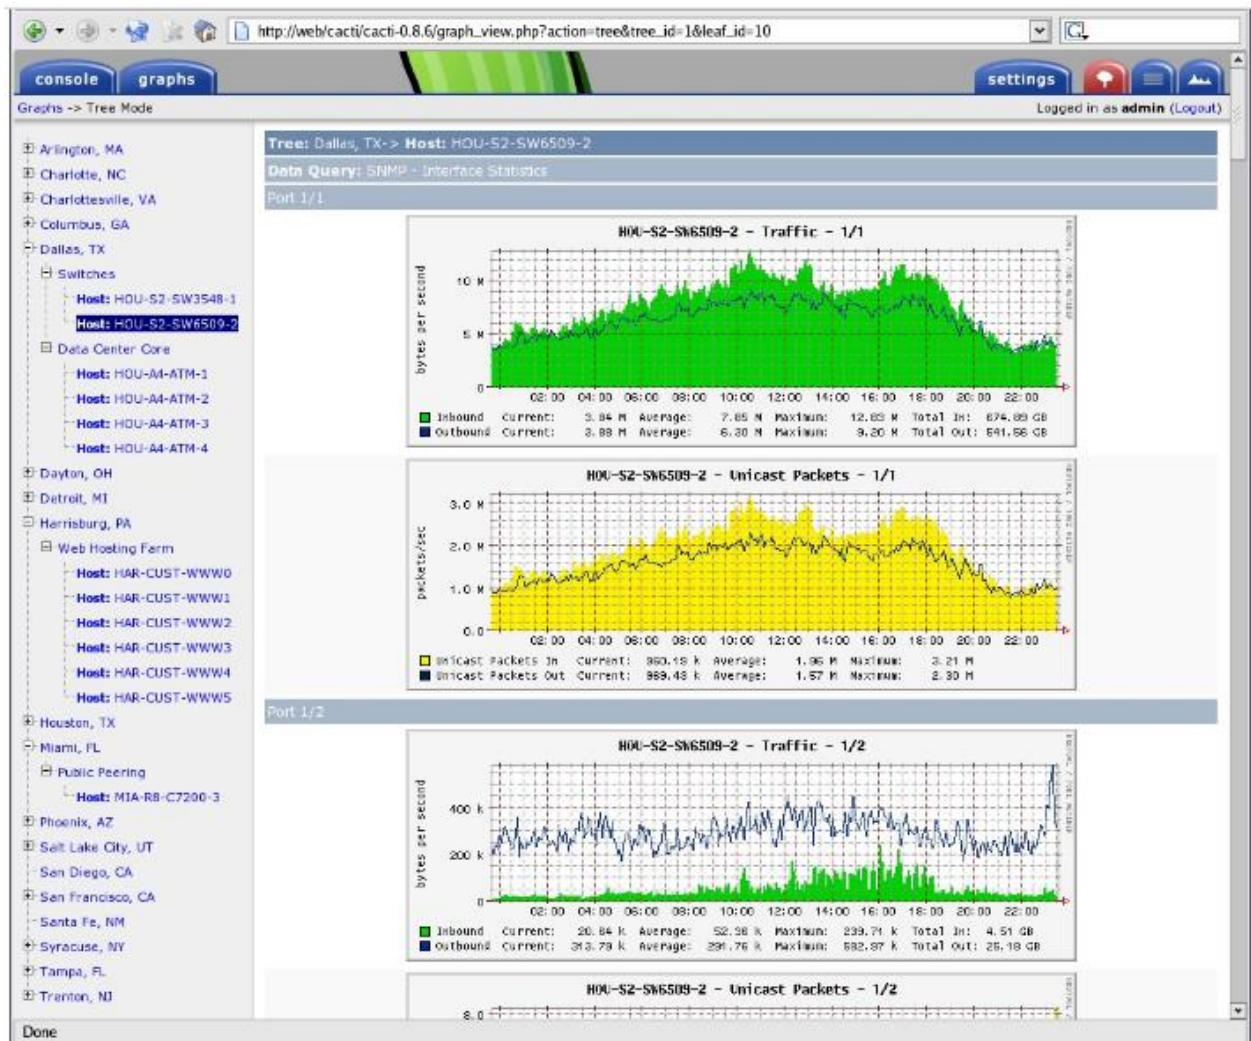 http://web/cacti/cacti-0.8.6/graph_view.php?action=tree&tree_id=1&leaf_id=10
console graphs settings
Graphs -> Tree Mode
Logged in as admin (Logout)
Arlington, MA
Charlotte, NC
Charlottesville, VA
Columbus, GA
Dallas, TX
Switches
Host: HOU-S2-SW3548-1
Host: HOU-S2-SW6509-2
Data Center Core
Host: HOU-A4-ATM-1
Host: HOU-A4-ATM-2
Host: HOU-A4-ATM-3
Host: HOU-A4-ATM-4
Dayton, OH
Detroit, MI
Harrisburg, PA
Web Hosting Farm
Host: HAR-CUST-WWW0
Host: HAR-CUST-WWW1
Host: HAR-CUST-WWW2
Host: HAR-CUST-WWW3
Host: HAR-CUST-WWW4
Host: HAR-CUST-WWW5
Houston, TX
Miami, FL
Public Peering
Host: MIA-R8-C7200-3
Phoenix, AZ
Salt Lake City, UT
San Diego, CA
San Francisco, CA
Santa Fe, NM
Syracuse, NY
Tampa, FL
Trenton, NJ
Tree: Dallas, TX-> Host: HOU-S2-SW6509-2
Data Query: SNMP - Interface Statistics
Port 1/1
HOU-S2-SW6509-2 - Traffic - 1/1
bytes per second
10 M
5 M
0
02:00 04:00 06:00 08:00 10:00 12:00 14:00 16:00 18:00 20:00 22:00
Inbound Current: 3.84 M Average: 7.85 M Maximum: 12.83 M Total In: 674.89 GB
Outbound Current: 3.88 M Average: 6.30 M Maximum: 9.20 M Total Out: 541.56 GB
HOU-S2-SW6509-2 - Unicast Packets - 1/1
packets/sec
3.0 M
2.0 M
1.0 M
0.0
02:00 04:00 06:00 08:00 10:00 12:00 14:00 16:00 18:00 20:00 22:00
Unicast Packets In Current: 960.19 k Average: 1.96 M Maximum: 3.21 M
Unicast Packets Out Current: 969.48 k Average: 1.57 M Maximum: 2.30 M
Port 1/2
HOU-S2-SW6509-2 - Traffic - 1/2
bytes per second
400 k
200 k
0
02:00 04:00 06:00 08:00 10:00 12:00 14:00 16:00 18:00 20:00 22:00
Inbound Current: 20.84 k Average: 52.36 k Maximum: 239.71 k Total In: 4.51 GB
Outbound Current: 313.79 k Average: 291.76 k Maximum: 582.97 k Total Out: 25.18 GB
HOU-S2-SW6509-2 - Unicast Packets - 1/2
8.0
Done